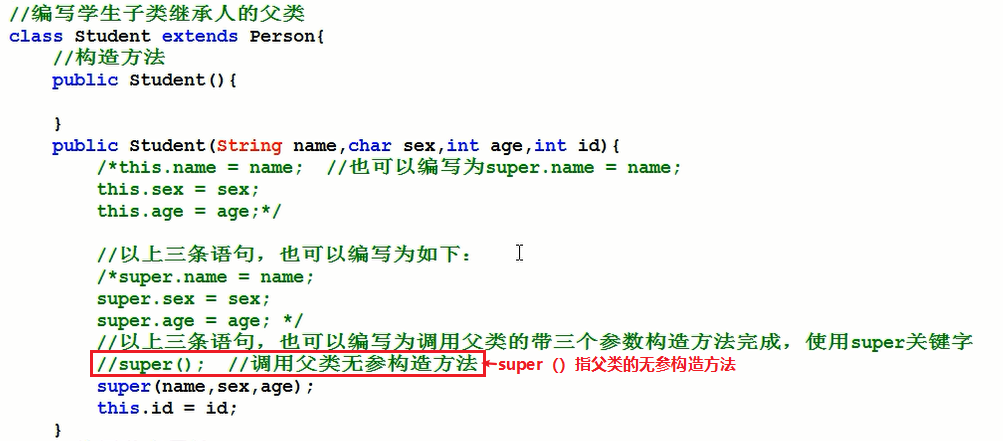 //编写学生子类继承人的父类
class Student extends Person{
//构造方法
public Student(){
}
public Student(String name,char sex,int age,int id){
/*this.name = name;  //也可以编写为super.name = name;
this.sex = sex;
this.age = age;*/
//以上三条语句，也可以编写为如下：
/*super.name = name;
super.sex = sex;
super.age = age; */
//以上三条语句，也可以编写为调用父类的带三个参数构造方法完成，使用super关键字
//super();  //调用父类无参构造方法 ←super（）指父类的无参构造方法
super(name,sex,age);
this.id = id;
}